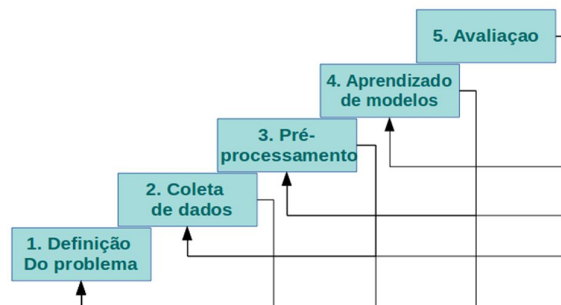 5. Avaliaçao
4. Aprendizado
de modelos
3. Pré-
processamento
2. Coleta
de dados
1. Definição
Do problema